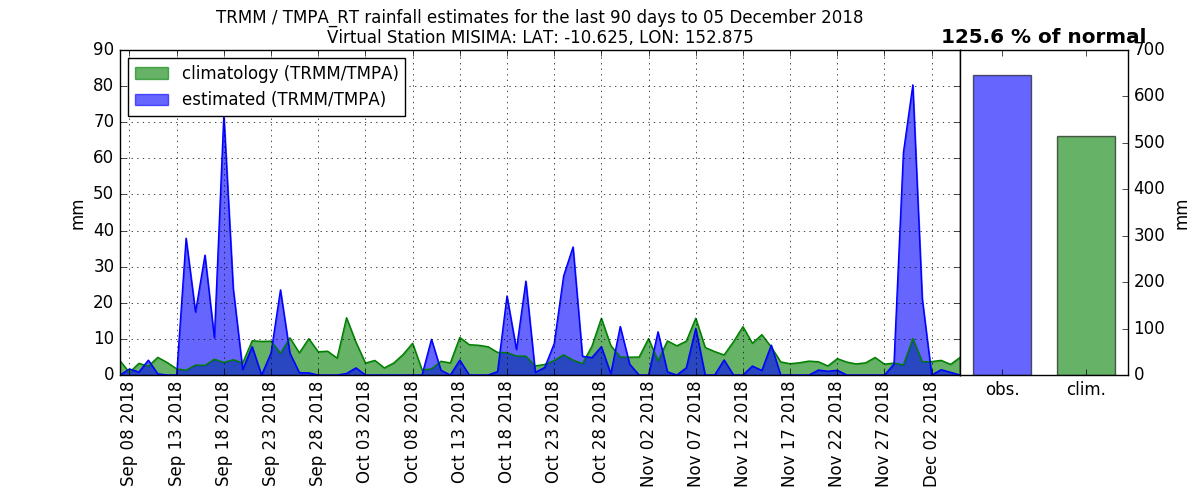 TRMM / TMPA_RT rainfall estimates for the last 90 days to 05 December 2018
Virtual Station MISIMA: LAT: -10.625, LON: 152.875
125.6 % of normal
climatology (TRMM/TMPA)
estimated (TRMM/TMPA)
90
80
70
60
50
40
30
20
10
0
mm
Sep 08 2018
Sep 13 2018
Sep 18 2018
Sep 23 2018
Sep 28 2018
Oct 03 2018
Oct 08 2018
Oct 13 2018
Oct 18 2018
Oct 23 2018
Oct 28 2018
Nov 02 2018
Nov 07 2018
Nov 12 2018
Nov 17 2018
Nov 22 2018
Nov 27 2018
Dec 02 2018
obs.
clim.
700
600
500
400
300
200
100
0
mm